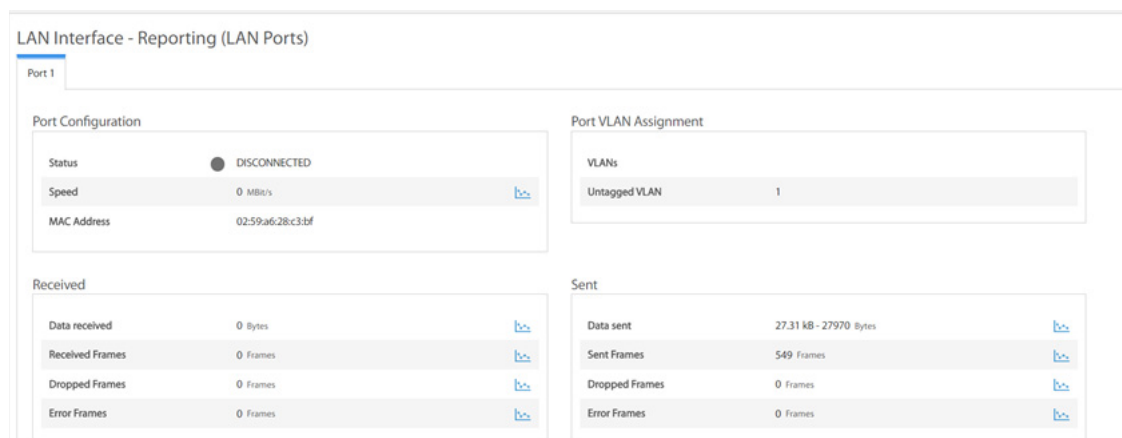 LAN Interface - Reporting (LAN Ports)
Port 1
Port Configuration
Status DISCONNECTED
Speed 0 MBit/s
MAC Address 02:59:a6:28:c3:bf
Port VLAN Assignment
VLANs
Untagged VLAN 1
Received
Data received 0 Bytes
Received Frames 0 Frames
Dropped Frames 0 Frames
Error Frames 0 Frames
Sent
Data sent 27.31 kB - 27970 Bytes
Sent Frames 549 Frames
Dropped Frames 0 Frames
Error Frames 0 Frames